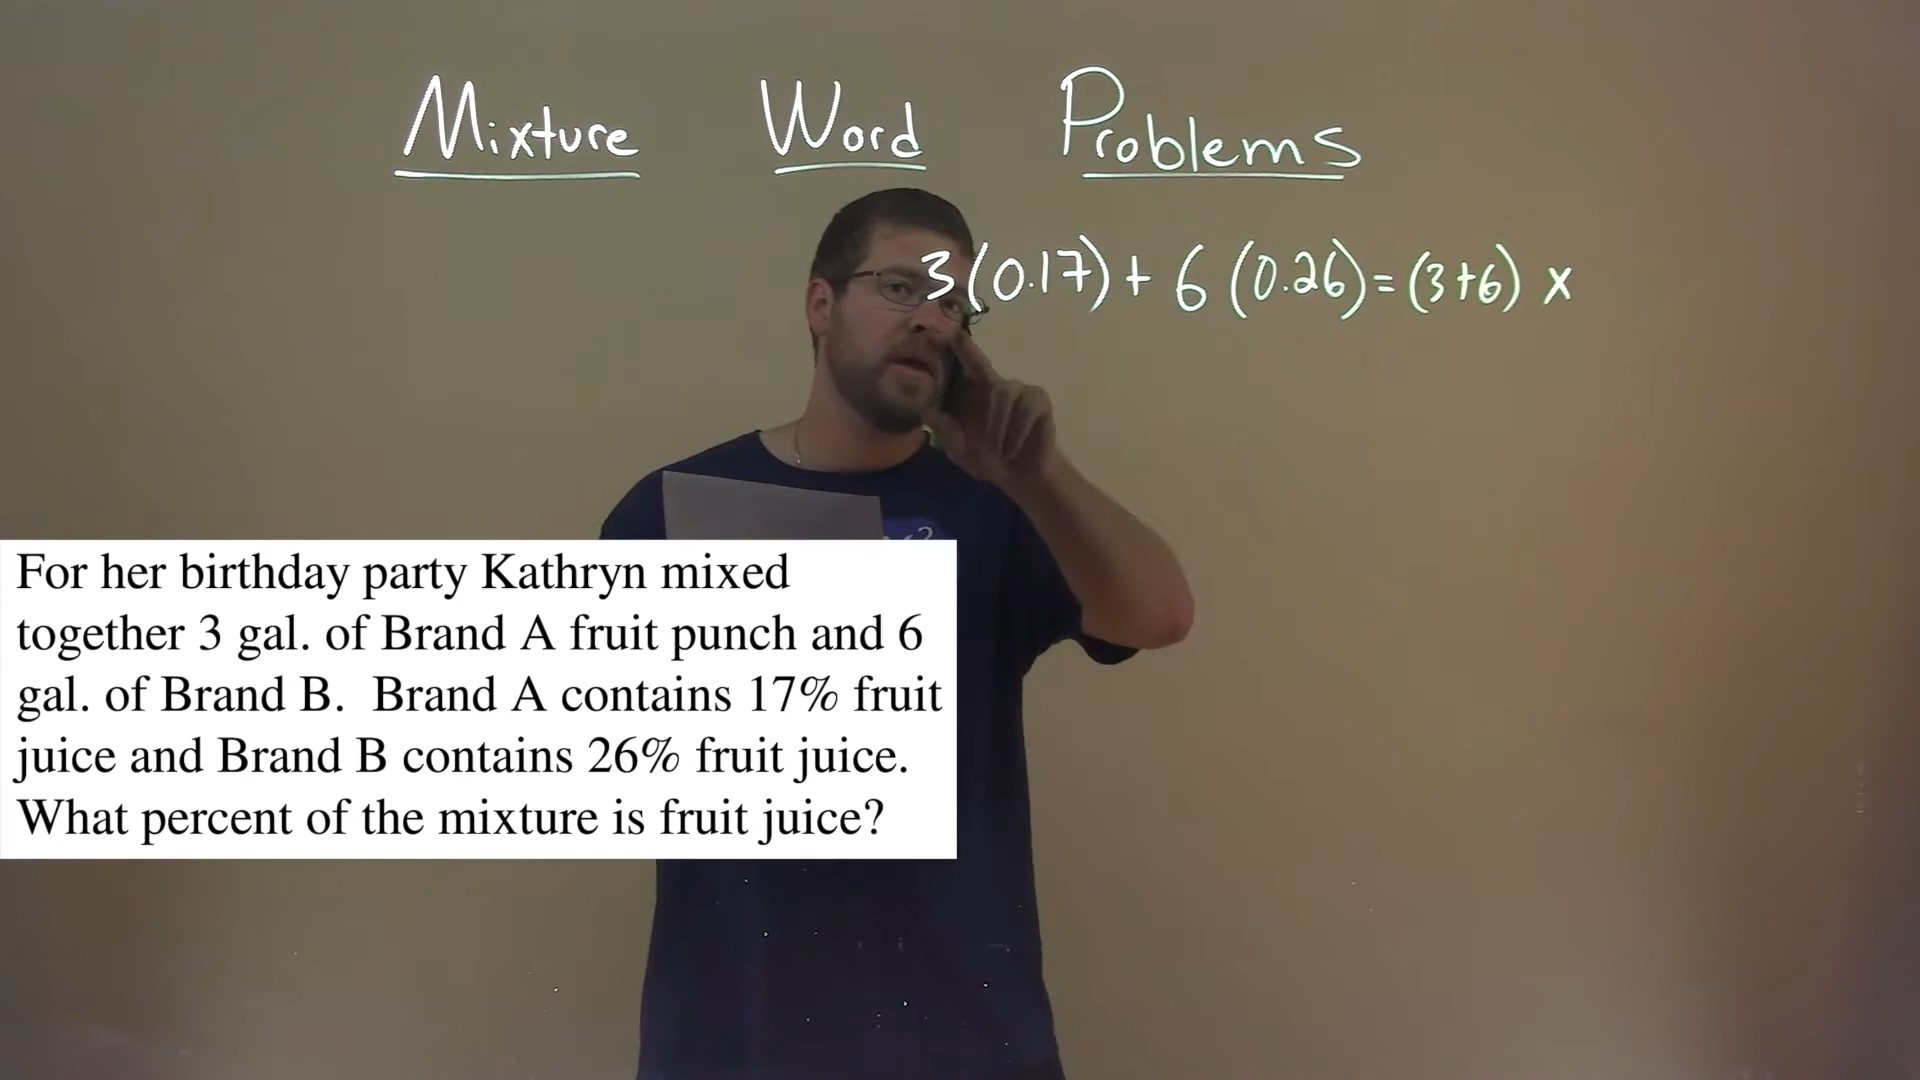 Mixture Word Problems
3(0.17) + 6 (0.26) = (3+6) x
For her birthday party Kathryn mixed
together 3 gal. of Brand A fruit punch and 6
gal. of Brand B. Brand A contains 17% fruit
juice and Brand B contains 26% fruit juice.
What percent of the mixture is fruit juice?